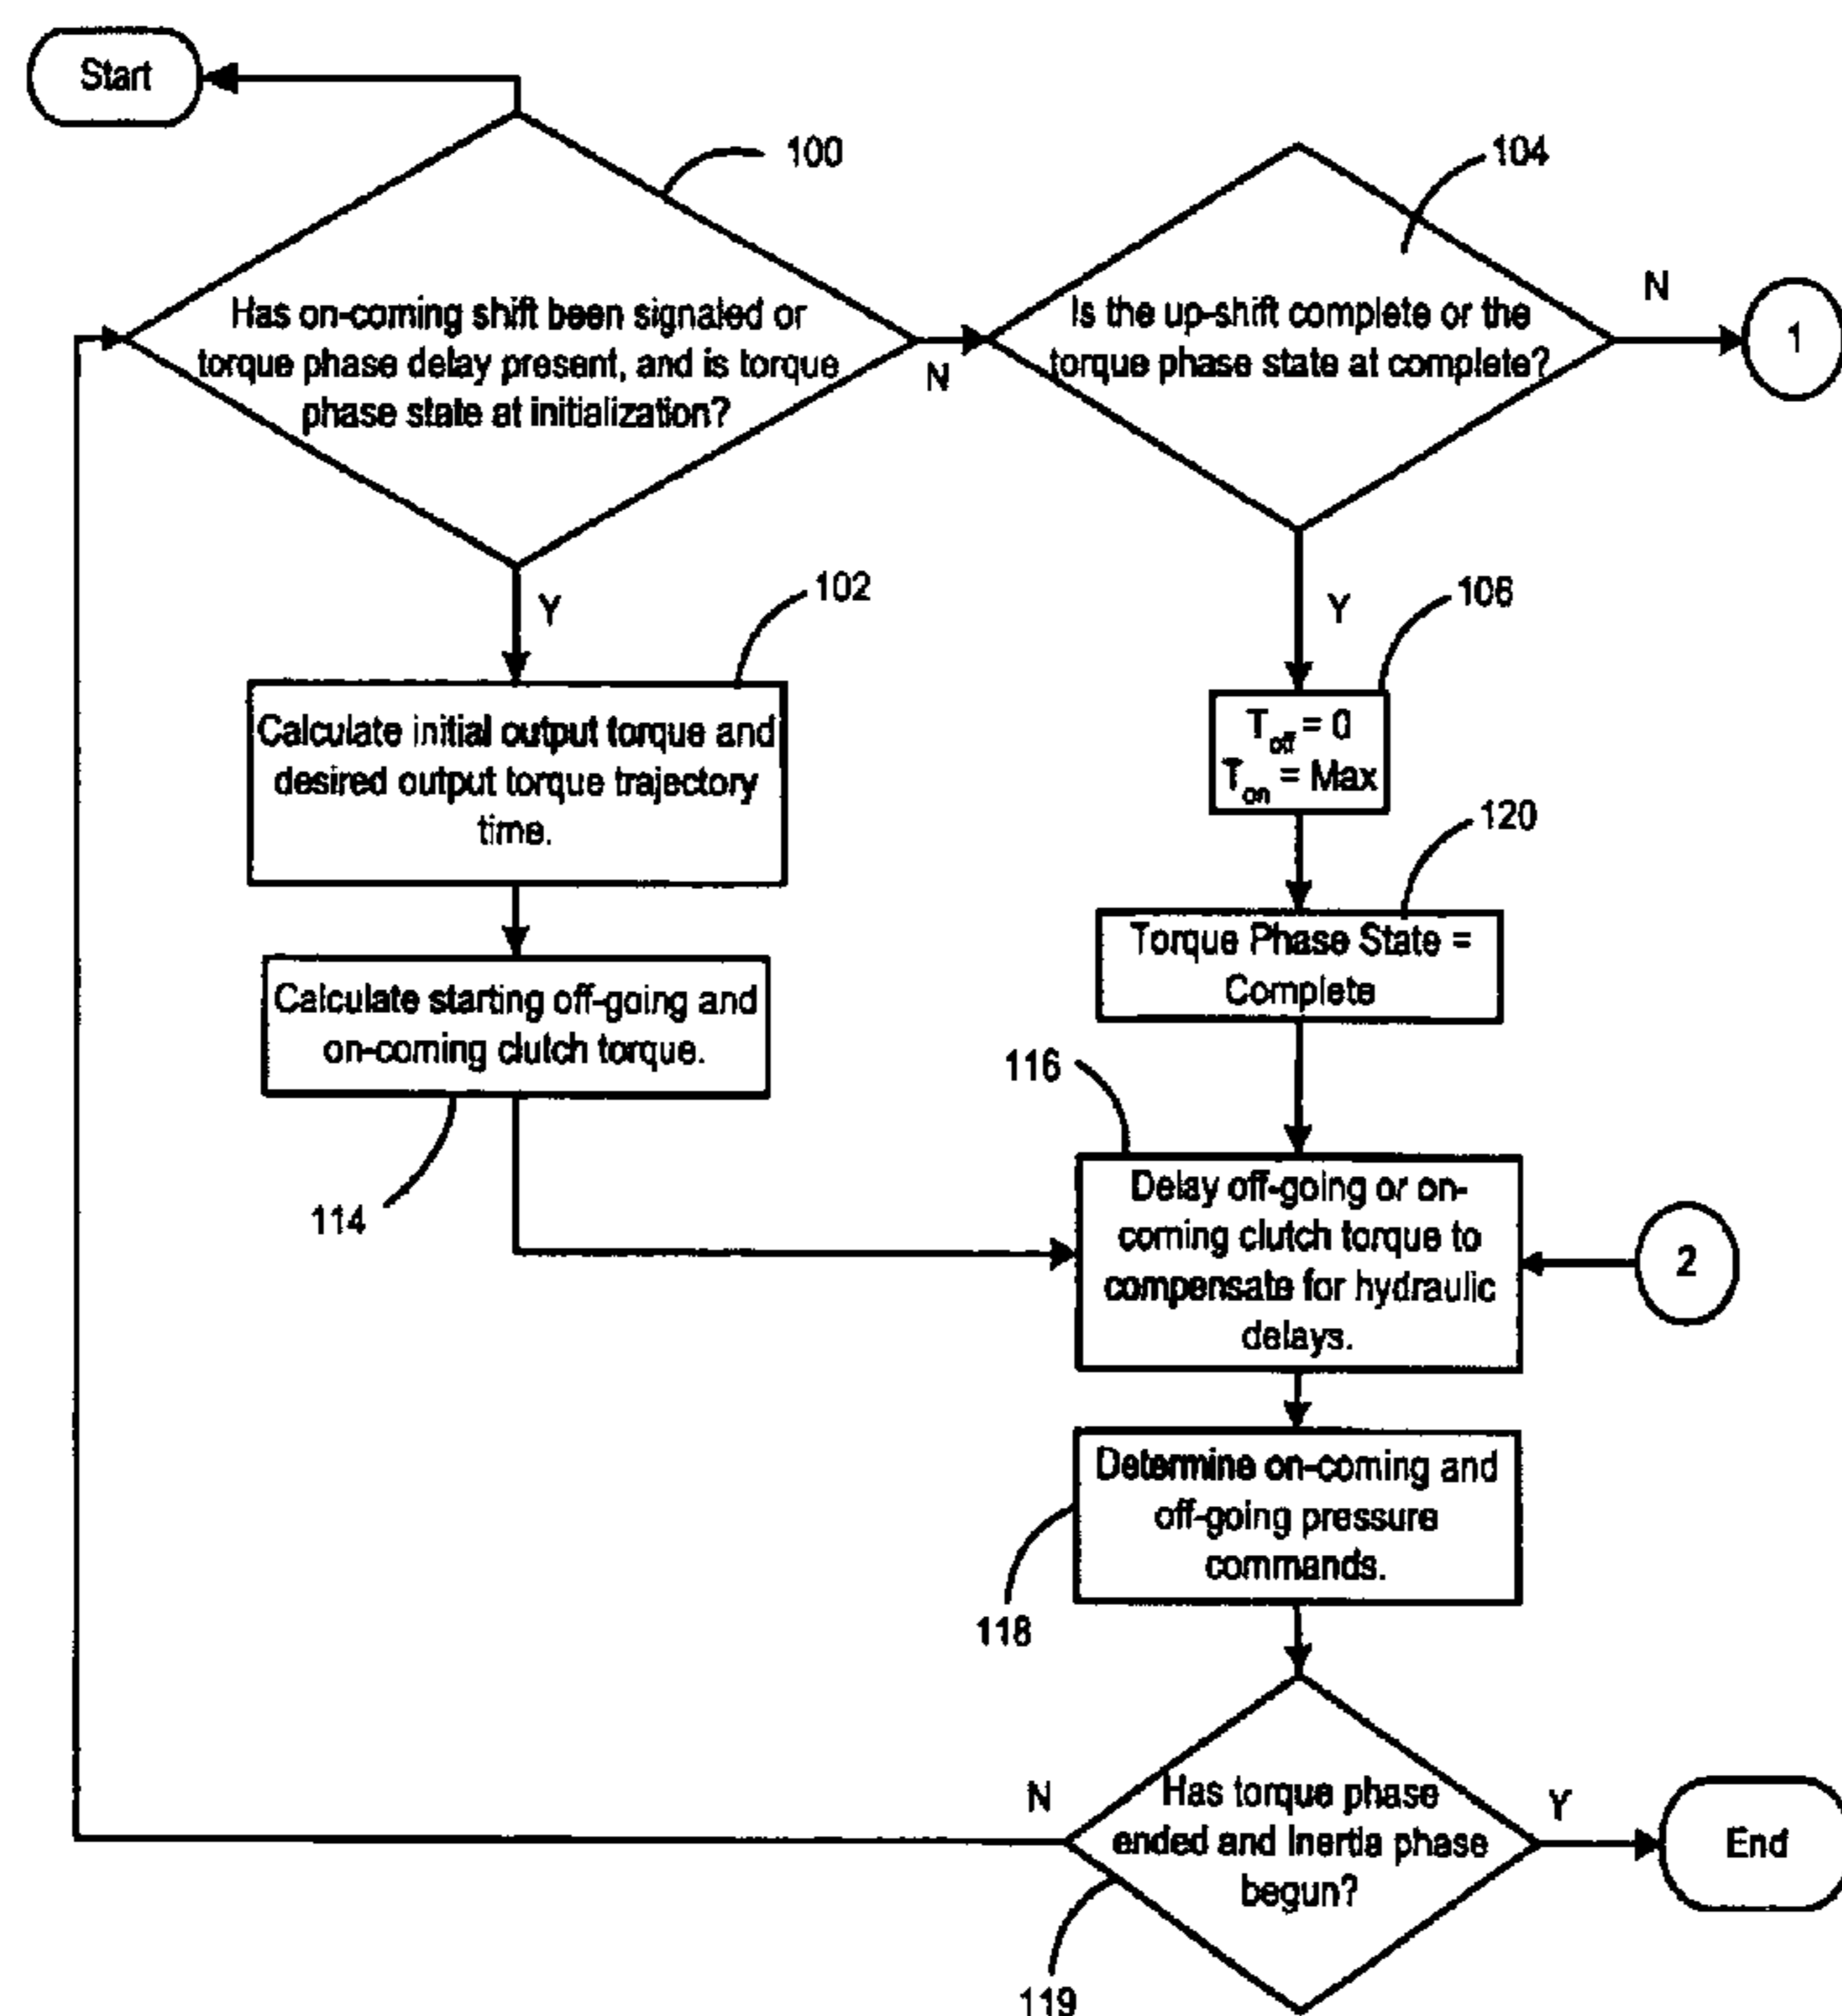 Start
100
Has on-coming shift been signaled or
torque phase delay present, and is torque
phase state at initialization?
N
104
Is the up-shift complete or the
torque phase state at complete?
N
1
Y
102
Calculate initial output torque and
desired output torque trajectory
time.
Y
106
T_off = 0
T_on = Max
120
Torque Phase State =
Complete
Calculate starting off-going and
on-coming clutch torque.
114
116
Delay off-going or on-
coming clutch torque to
compensate for hydraulic
delays.
2
Determine on-coming and
off-going pressure
commands.
118
N
Has torque phase
ended and Inertia phase
begun?
Y
End
119